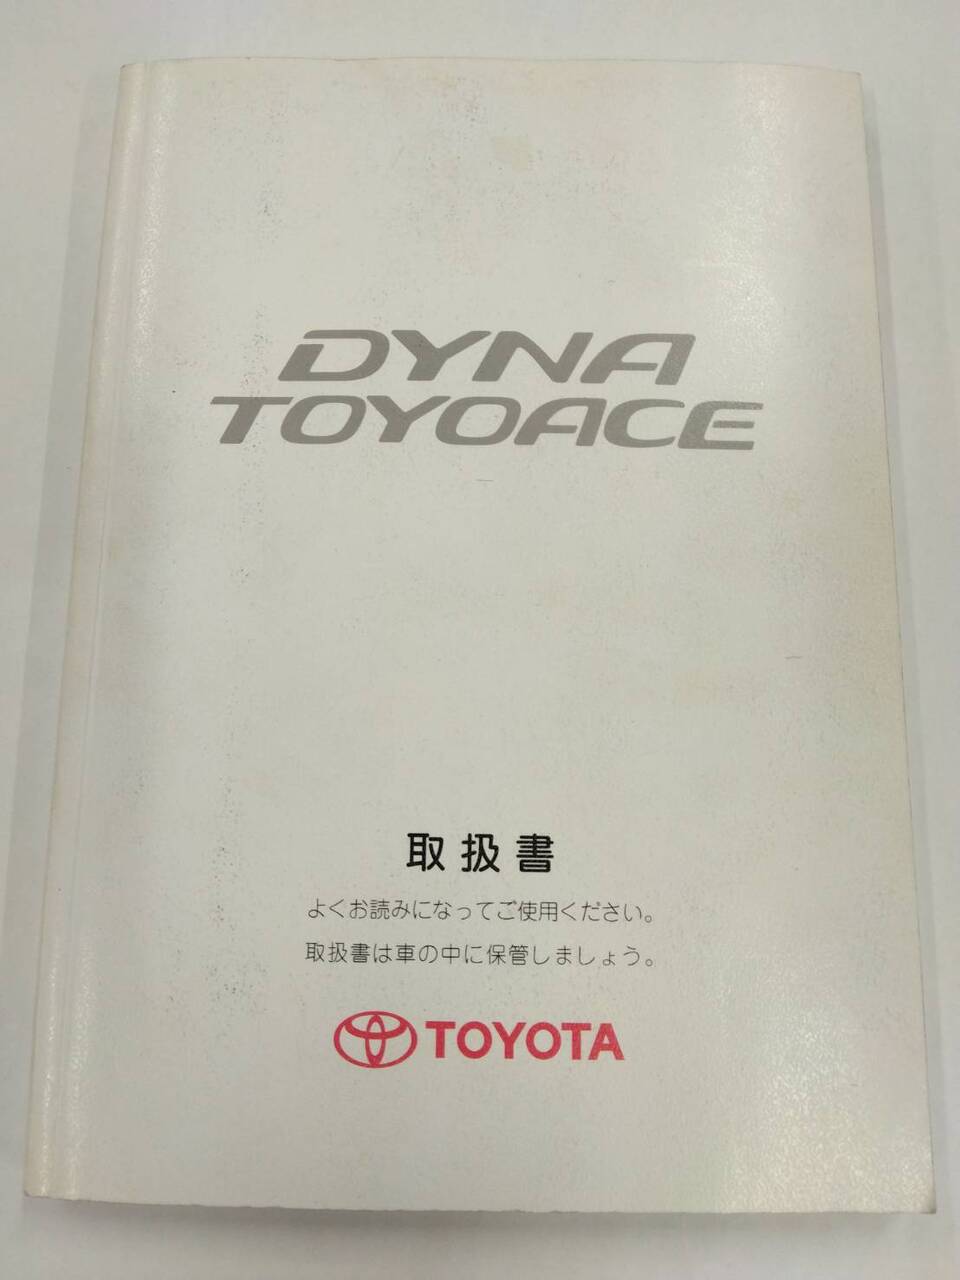 DYNA
TOYOACE
取扱書
よくお読みになってご使用ください。
取扱書は車の中に保管しましょう。
TOYOTA